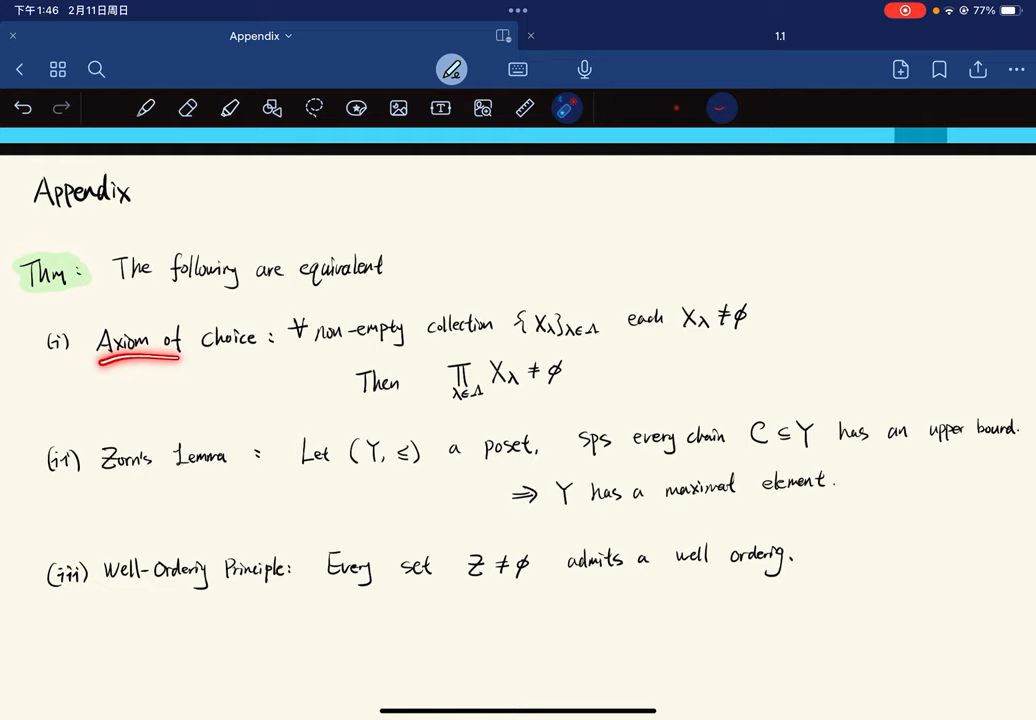 下午1:46 2月11日周日
77%
Appendix
1.1
Appendix
Thm: The following are equivalent
(i) Axiom of choice: ∀ non-empty collection {Xλ}λ∈Λ each Xλ ≠ ∅
Then ∏λ∈Λ Xλ ≠ ∅
(ii) Zorn's Lemma : Let (Y, ≤) a poset, sps every chain C ⊆ Y has an upper bound.
⇒ Y has a maximal element.
(iii) Well-Orderig Principle: Every set Z ≠ ∅ admits a well orderig.